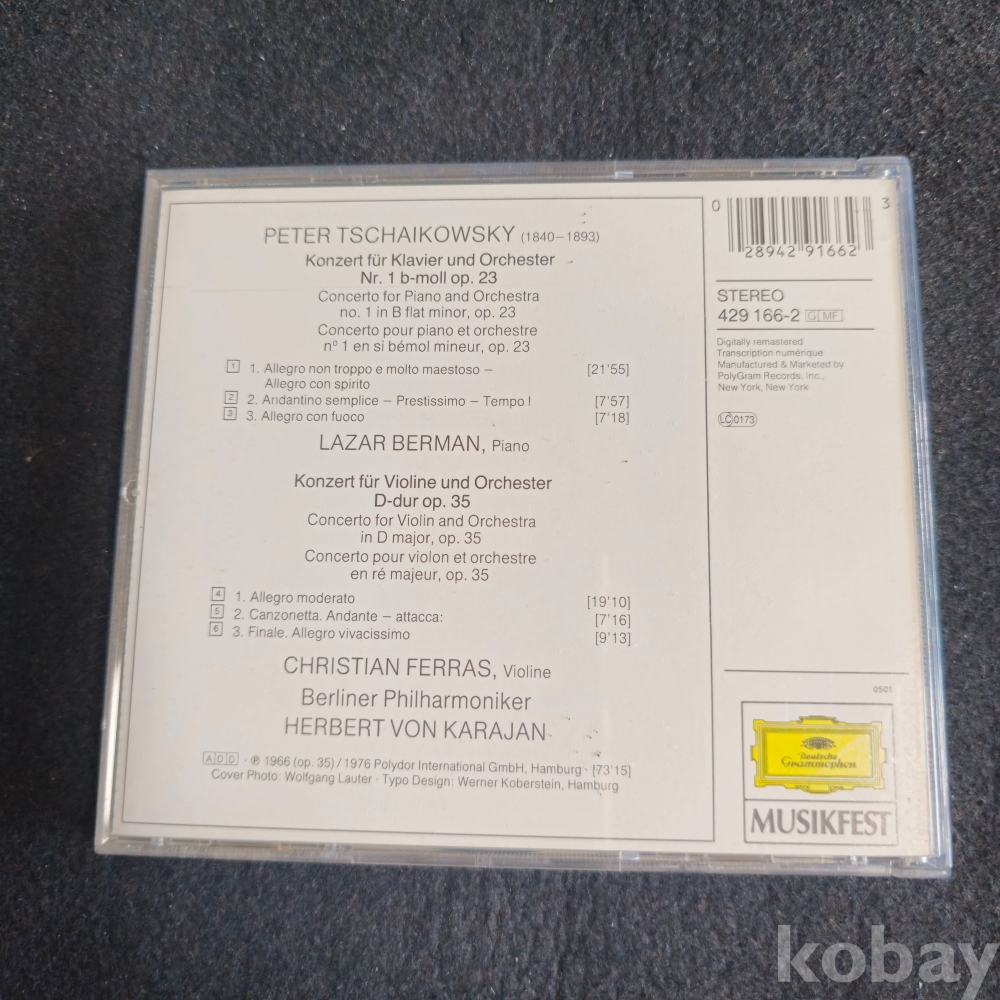 PETER TSCHAIKOWSKY (1840–1893)
Konzert für Klavier und Orchester
Nr. 1 b-moll op. 23
Concerto for Piano and Orchestra
no. 1 in B flat minor, op. 23
Concerto pour piano et orchestre
nº 1 en si bémol mineur, op. 23
1 1. Allegro non troppo e molto maestoso – [21'55]
Allegro con spirito
2 2. Andantino semplice – Prestissimo – Tempo I [7'57]
3 3. Allegro con fuoco [7'18]
LAZAR BERMAN, Piano
Konzert für Violine und Orchester
D-dur op. 35
Concerto for Violin and Orchestra
in D major, op. 35
Concerto pour violon et orchestre
en ré majeur, op. 35
4 1. Allegro moderato [19'10]
5 2. Canzonetta. Andante – attacca: [7'16]
6 3. Finale. Allegro vivacissimo [9'13]
CHRISTIAN FERRAS, Violine
Berliner Philharmoniker
HERBERT VON KARAJAN
ADD · ℗ 1966 (op. 35) / 1976 Polydor International GmbH, Hamburg · [73'15]
Cover Photo: Wolfgang Lauter · Typo Design: Werner Koberstein, Hamburg
0 28942 91662 3
STEREO
429 166-2 G MF
Digitally remastered
Transcription numérique
Manufactured & Marketed by
PolyGram Records, Inc.,
New York, New York
LC 0173
0501
Deutsche
Grammophon
MUSIKFEST
kobay